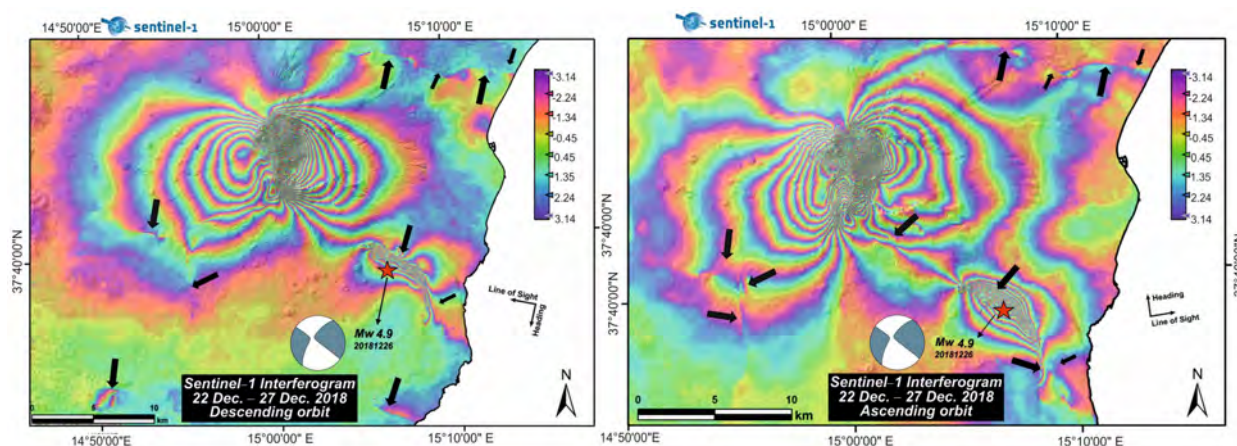 sentinel-1
14°50'00" E
15°00'00" E
15°10'00" E
-3.14
-2.24
-0.45
0.45
1.34
2.24
3.14
37°40'00"N
Line of Sight
Heading
Mw 4.9
20181226
Sentinel–1 Interferogram
22 Dec. – 27 Dec. 2018
Descending orbit
0 5 10
km
N
14°50'00" E
15°00'00" E
15°10'00" E
sentinel-1
15°00'00" E
15°10'00" E
-3.14
-2.24
-1.34
-0.45
0.45
1.34
2.24
3.14
37°40'00"N
37°40'00"N
Heading
Line of Sight
Mw 4.9
20181226
Sentinel–1 Interferogram
22 Dec. – 27 Dec. 2018
Ascending orbit
0 5 10
km
N
14°50'00" E
15°00'00" E
15°10'00" E